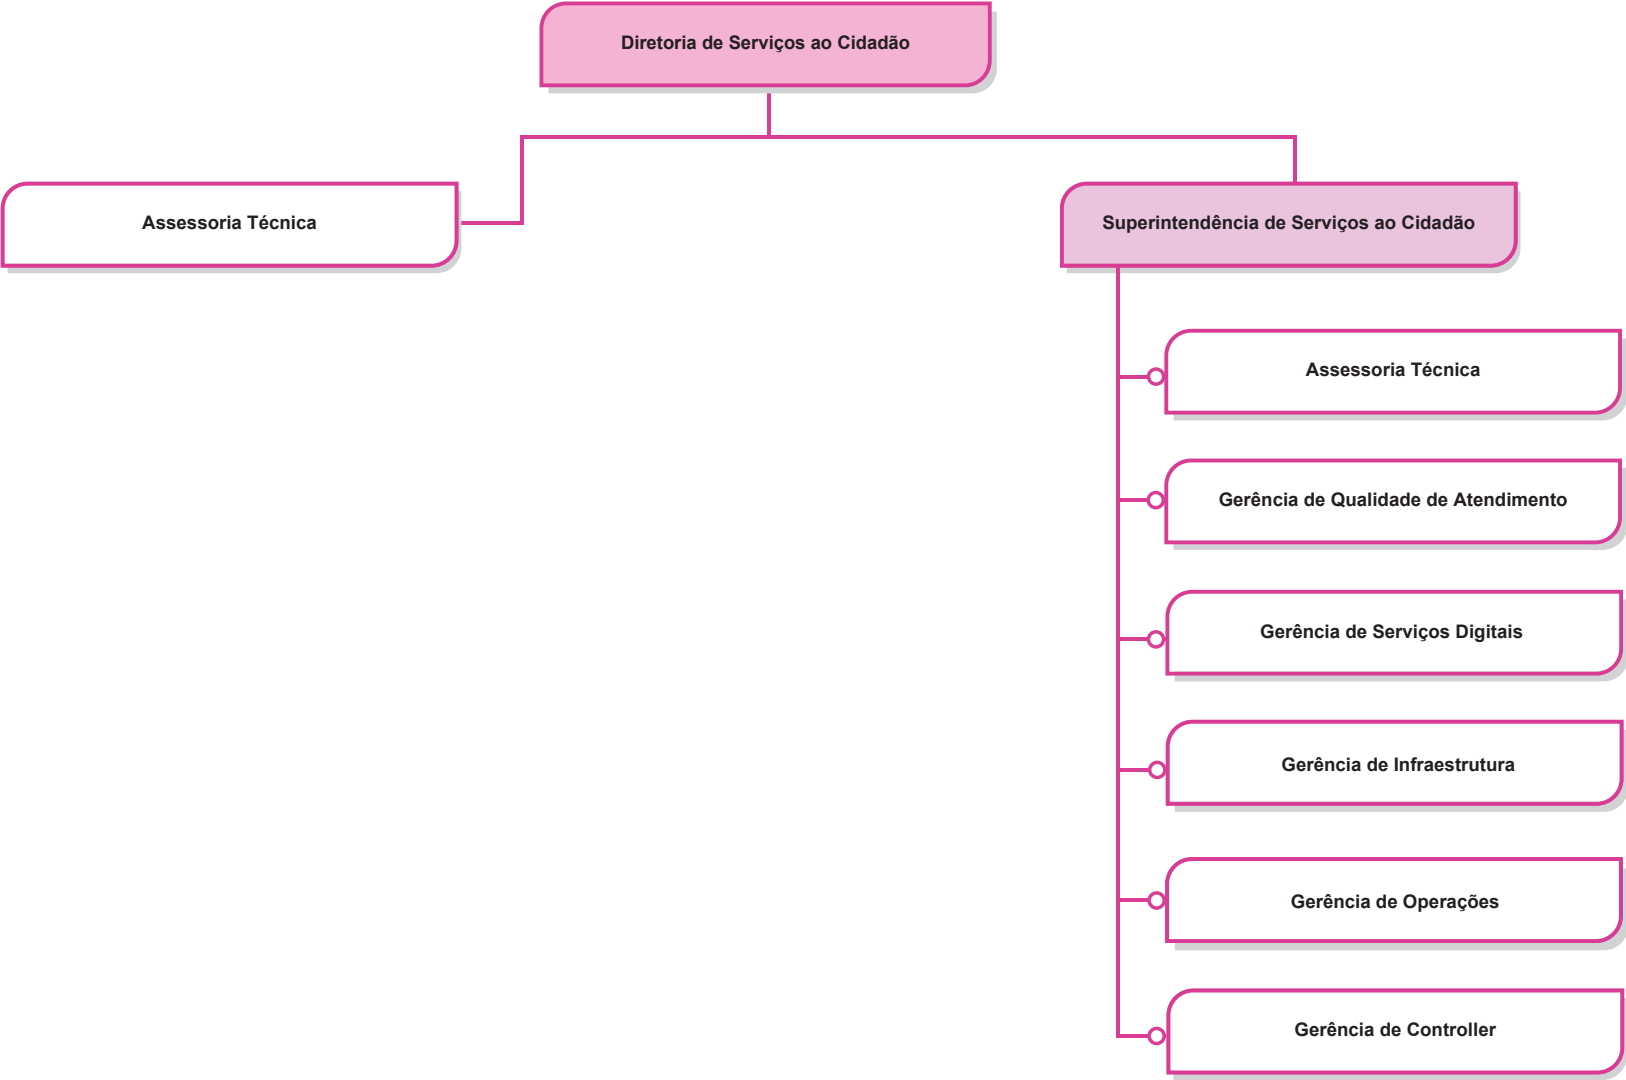 Diretoria de Serviços ao Cidadão
Assessoria Técnica
Superintendência de Serviços ao Cidadão
Assessoria Técnica
Gerência de Qualidade de Atendimento
Gerência de Serviços Digitais
Gerência de Infraestrutura
Gerência de Operações
Gerência de Controller